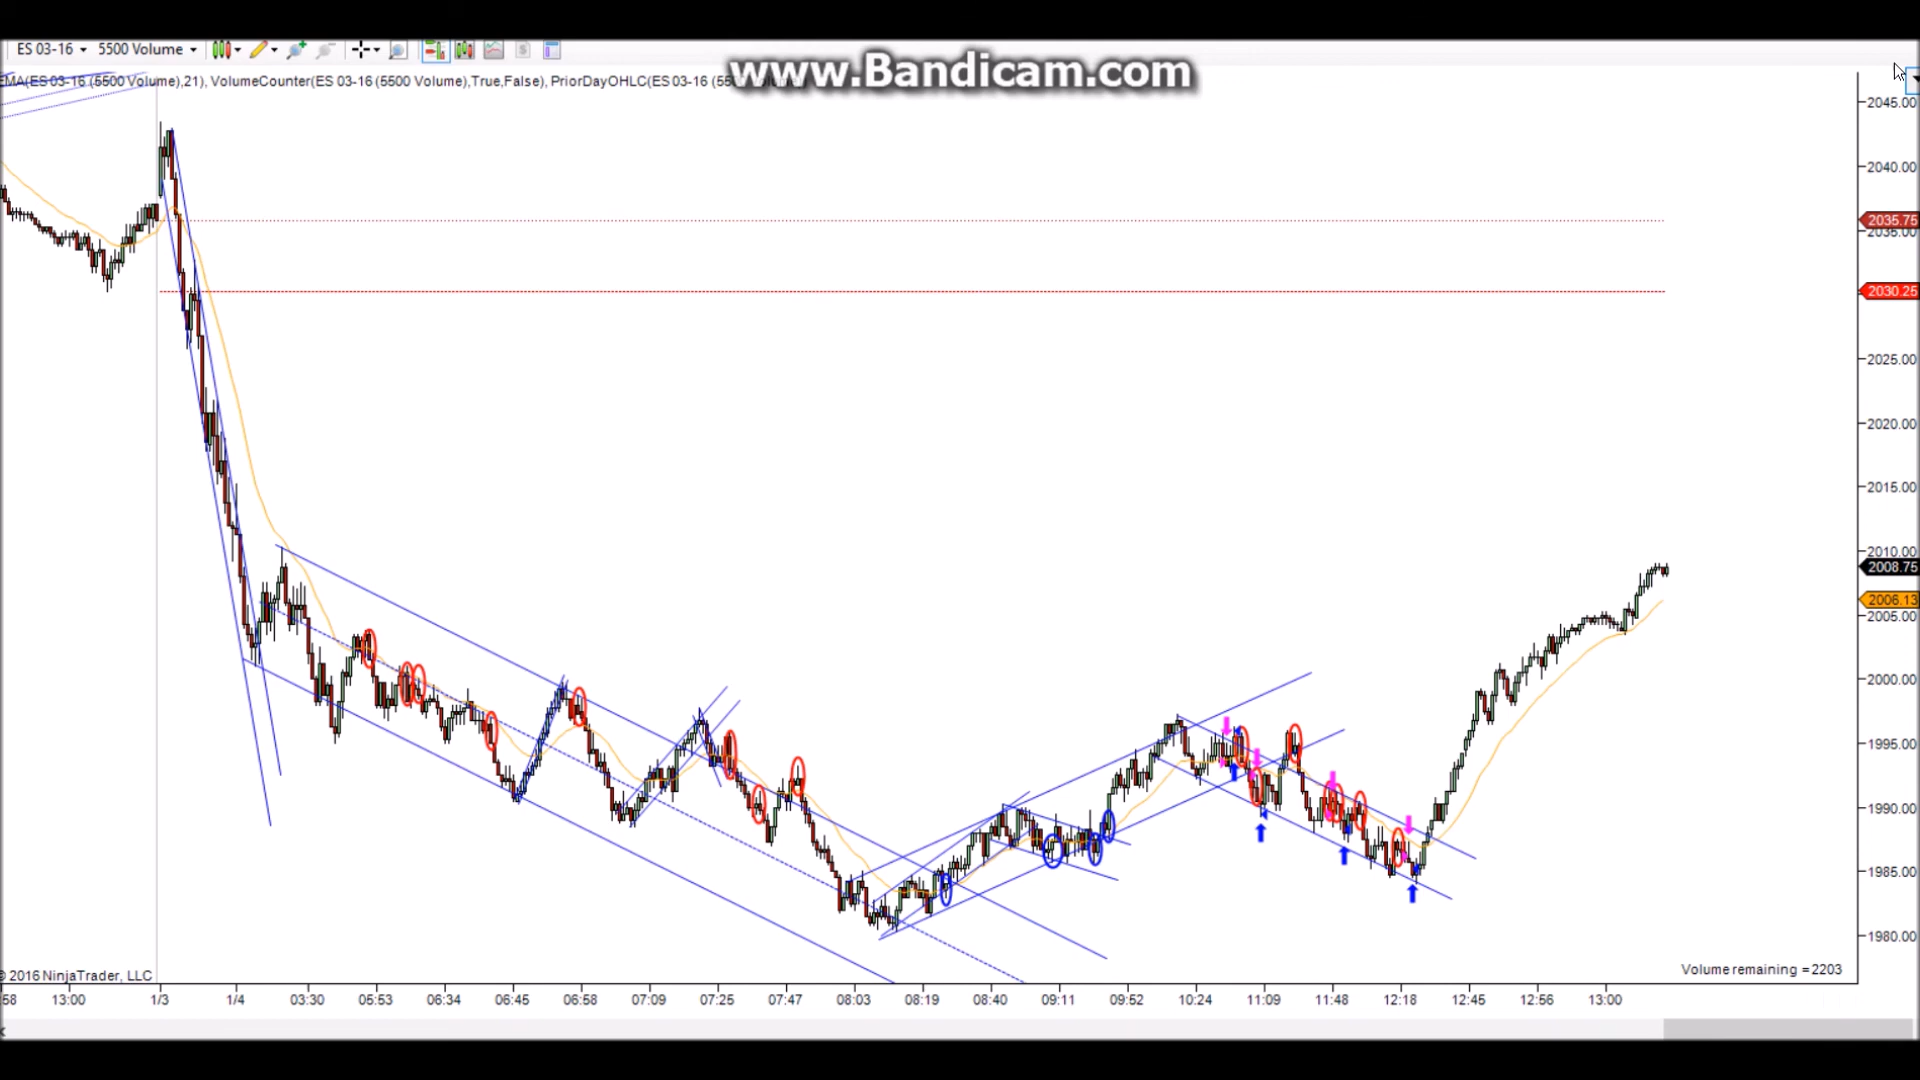 www.Bandicam.com
ES 03-16 5500 Volume
EMA(ES 03-16 (5500 Volume),21), VolumeCounter(ES 03-16 (5500 Volume),True,False), PriorDayOHLC(ES 03-16 (55
2045.00
2040.00
2035.75
2035.00
2030.25
2025.00
2020.00
2015.00
2010.00
2008.75
2006.13
2005.00
2000.00
1995.00
1990.00
1985.00
1980.00
Volume remaining = 2203
© 2016 NinjaTrader, LLC
:58 13:00 1/3 1/4 03:30 05:53 06:34 06:45 06:58 07:09 07:25 07:47 08:03 08:19 08:40 09:11 09:52 10:24 11:09 11:48 12:18 12:45 12:56 13:00